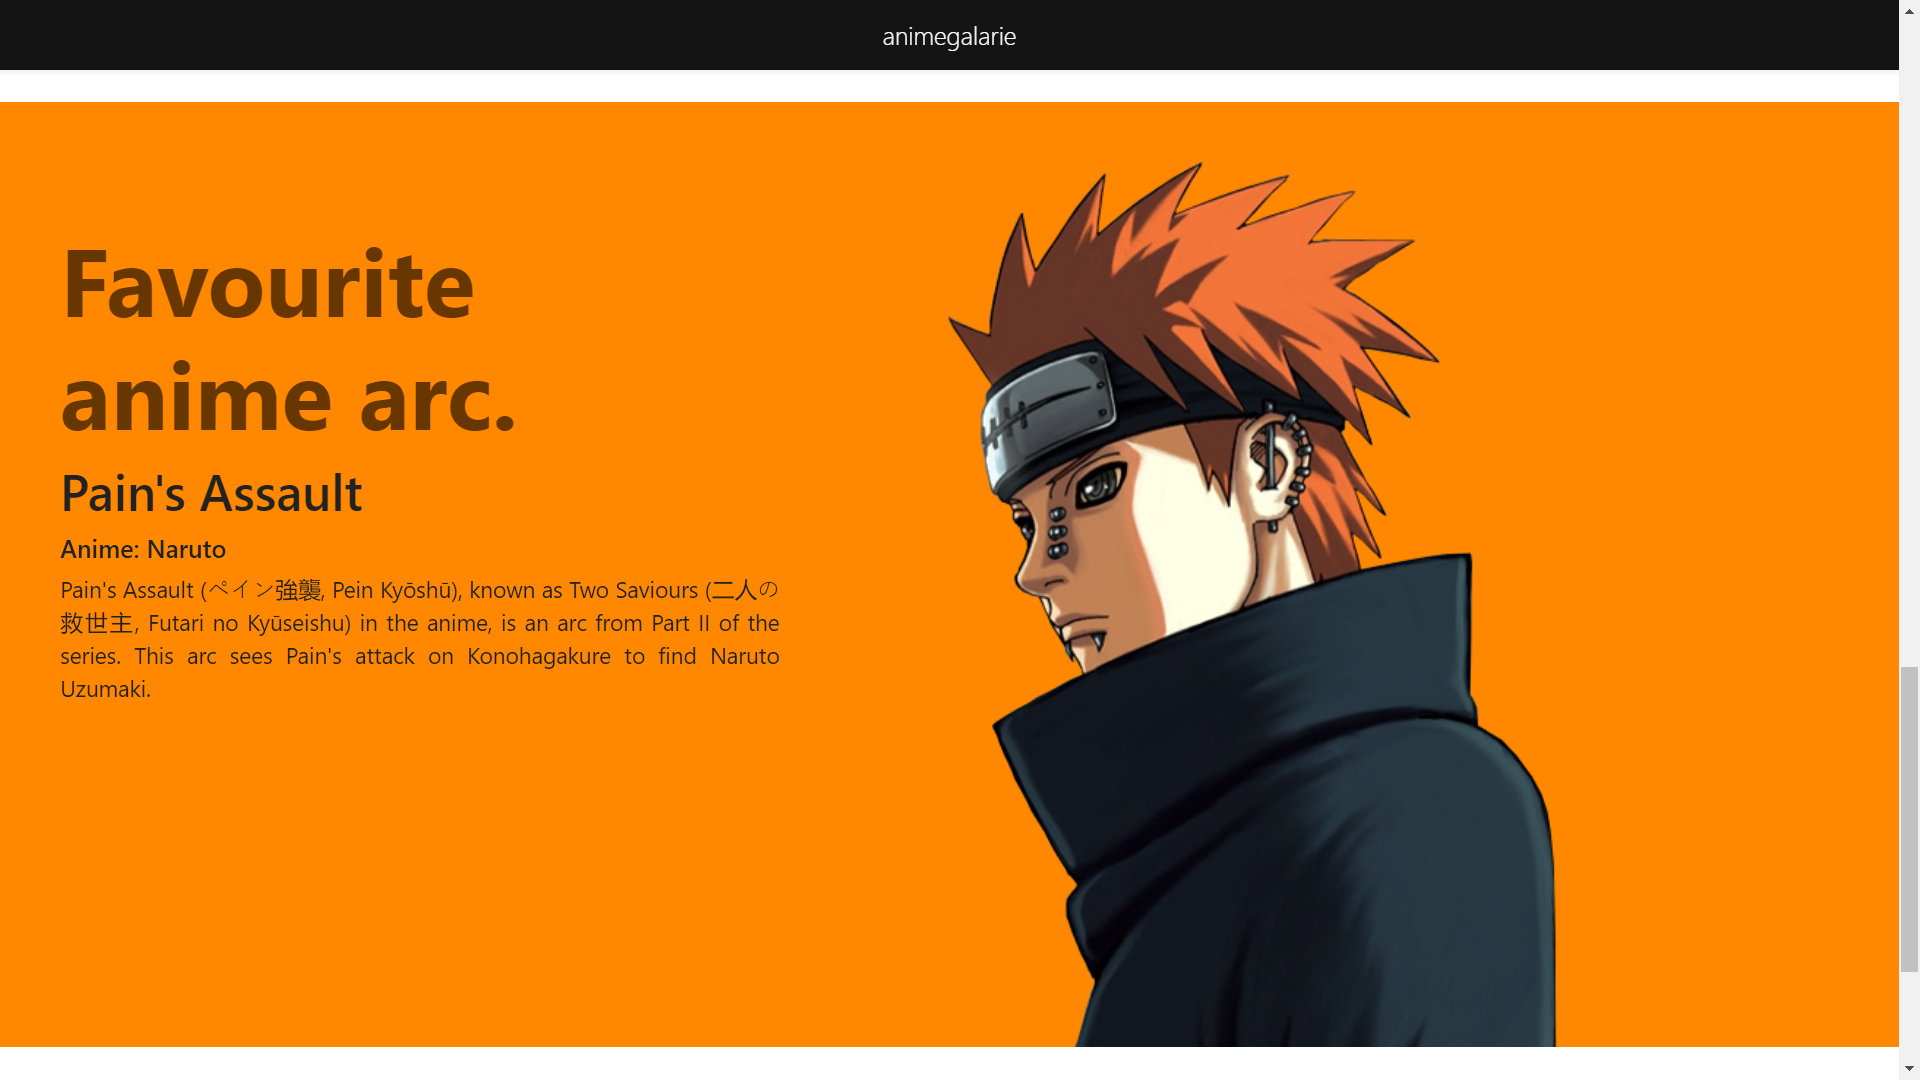 animegalarie
Favourite
anime arc.
Pain's Assault
Anime: Naruto
Pain's Assault (ペイン強襲, Pein Kyōshū), known as Two Saviours (二人の
救世主, Futari no Kyūseishu) in the anime, is an arc from Part II of the
series. This arc sees Pain's attack on Konohagakure to find Naruto
Uzumaki.